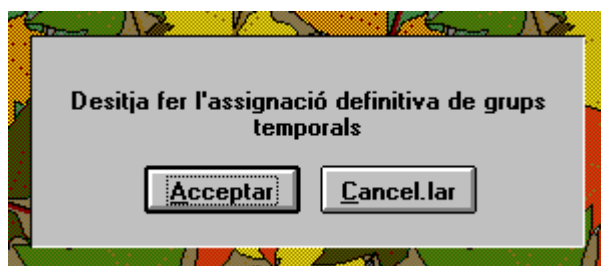 Desitja fer l'assignació definitiva de grups
temporals
Acceptar
Cancel.lar